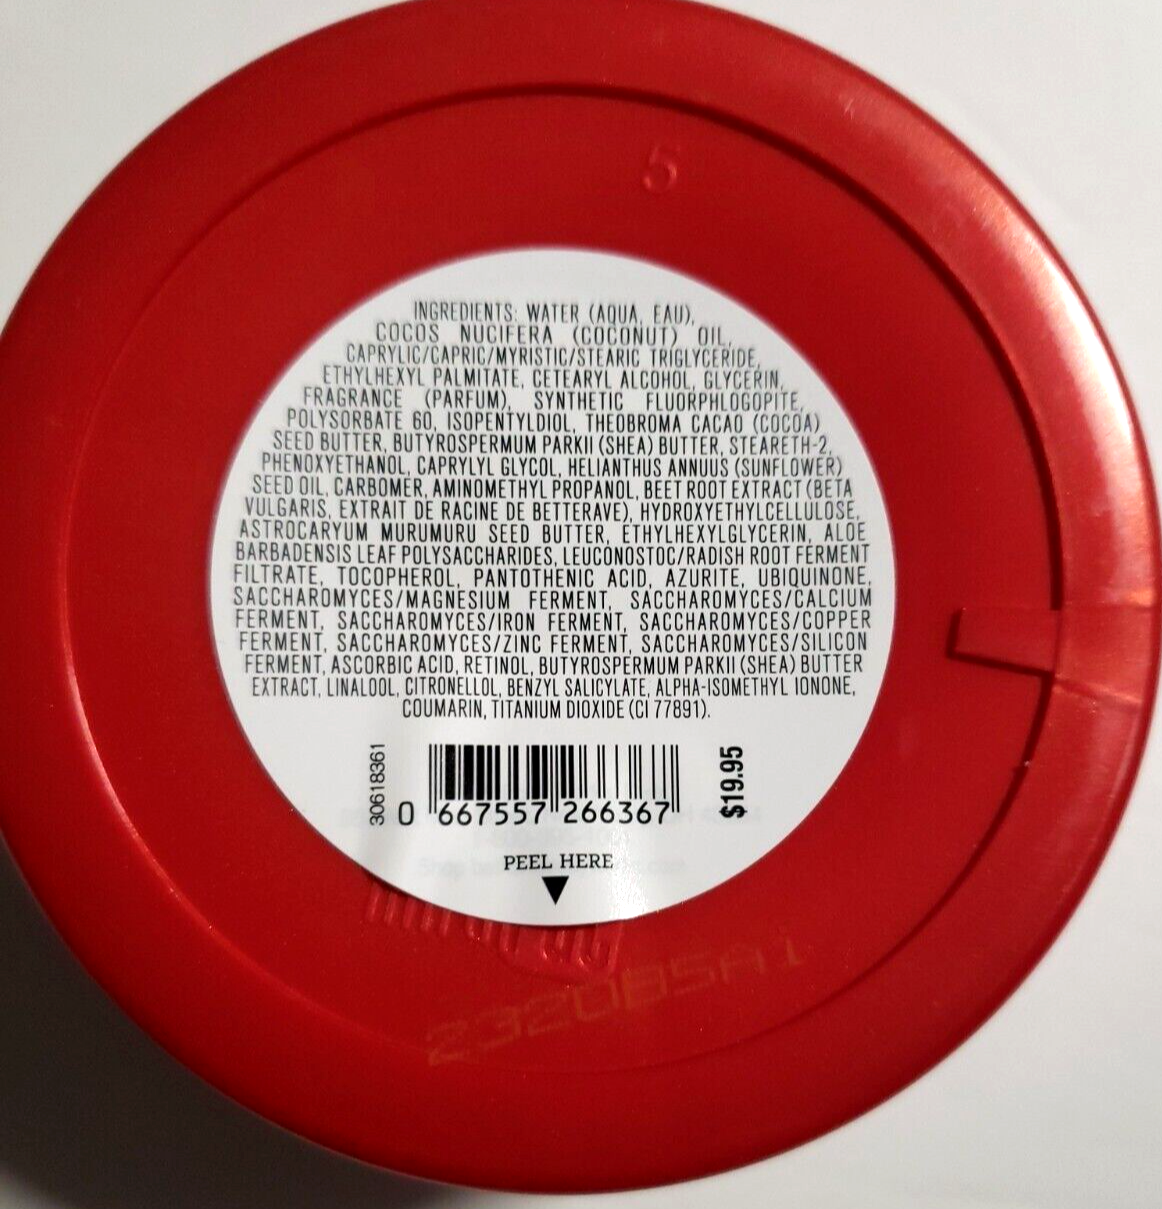 5
INGREDIENTS: WATER (AQUA, EAU),
COCOS NUCIFERA (COCONUT) OIL,
CAPRYLIC/CAPRIC/MYRISTIC/STEARIC TRIGLYCERIDE,
ETHYLHEXYL PALMITATE, CETEARYL ALCOHOL, GLYCERIN,
FRAGRANCE (PARFUM), SYNTHETIC FLUORPHLOGOPITE,
POLYSORBATE 60, ISOPENTYLDIOL, THEOBROMA CACAO (COCOA)
SEED BUTTER, BUTYROSPERMUM PARKII (SHEA) BUTTER, STEARETH-2,
PHENOXYETHANOL, CAPRYLYL GLYCOL, HELIANTHUS ANNUUS (SUNFLOWER)
SEED OIL, CARBOMER, AMINOMETHYL PROPANOL, BEET ROOT EXTRACT (BETA
VULGARIS, EXTRAIT DE RACINE DE BETTERAVE), HYDROXYETHYLCELLULOSE,
ASTROCARYUM MURUMURU SEED BUTTER, ETHYLHEXYLGLYCERIN, ALOE
BARBADENSIS LEAF POLYSACCHARIDES, LEUCONOSTOC/RADISH ROOT FERMENT
FILTRATE, TOCOPHEROL, PANTOTHENIC ACID, AZURITE, UBIQUINONE,
SACCHAROMYCES/MAGNESIUM FERMENT, SACCHAROMYCES/CALCIUM
FERMENT, SACCHAROMYCES/IRON FERMENT, SACCHAROMYCES/COPPER
FERMENT, SACCHAROMYCES/ZINC FERMENT, SACCHAROMYCES/SILICON
FERMENT, ASCORBIC ACID, RETINOL, BUTYROSPERMUM PARKII (SHEA) BUTTER
EXTRACT, LINALOOL, CITRONELLOL, BENZYL SALICYLATE, ALPHA-ISOMETHYL IONONE,
COUMARIN, TITANIUM DIOXIDE (CI 77891).
30618361
0 667557 266367
$19.95
PEEL HERE
2320B5A1